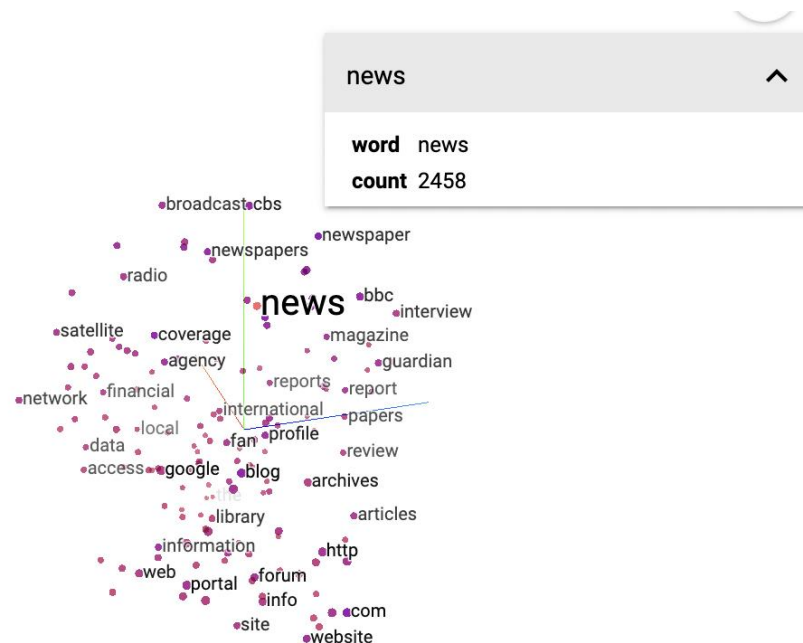 news
word news
count 2458
broadcast cbs
newspaper
newspapers
radio
news
bbc
interview
satellite
coverage
magazine
agency
guardian
reports
report
financial
network
international
papers
local
fan
profile
data
review
access
google
blog
archives
the
library
articles
information
http
web
portal
forum
info
com
site
website